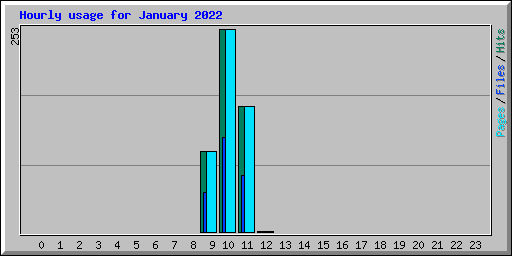 Hourly usage for January 2022
253
Pages/Files/Hits
0 1 2 3 4 5 6 7 8 9 10 11 12 13 14 15 16 17 18 19 20 21 22 23